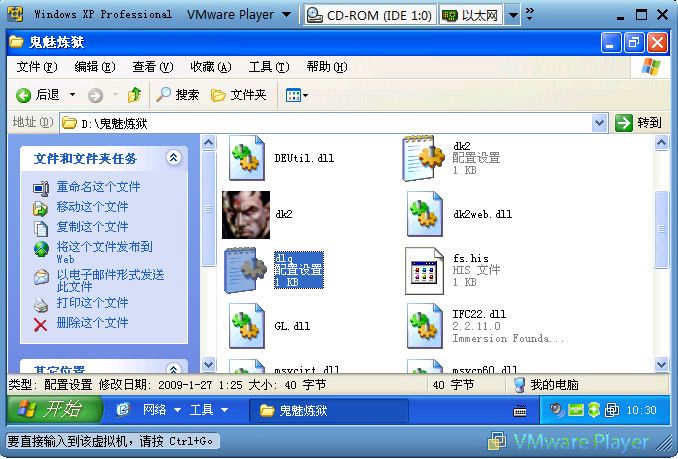 Windows XP Professional VMware Player CD-ROM (IDE 1:0) 以太网
鬼魅炼狱
文件(F) 编辑(E) 查看(V) 收藏(A) 工具(T) 帮助(H)
后退 搜索 文件夹
地址(D) D:\鬼魅炼狱 转到
文件和文件夹任务
重命名这个文件
移动这个文件
复制这个文件
将这个文件发布到
Web
以电子邮件形式发送
此文件
打印这个文件
删除这个文件
其它位置
DEUtil.dll
dk2
配置设置
1 KB
dk2
dk2web.dll
dlg
配置设置
1 KB
fs.his
HIS 文件
1 KB
GL.dll
IFC22.dll
2.2.11.0
Immersion Founda...
msvcirt.dll
msvcp60.dll
类型: 配置设置 修改日期: 2009-1-27 1:25 大小: 40 字节 40 字节 我的电脑
开始 网络 工具 鬼魅炼狱 10:30
要直接输入到该虚拟机，请按 Ctrl+G。 VMware Player